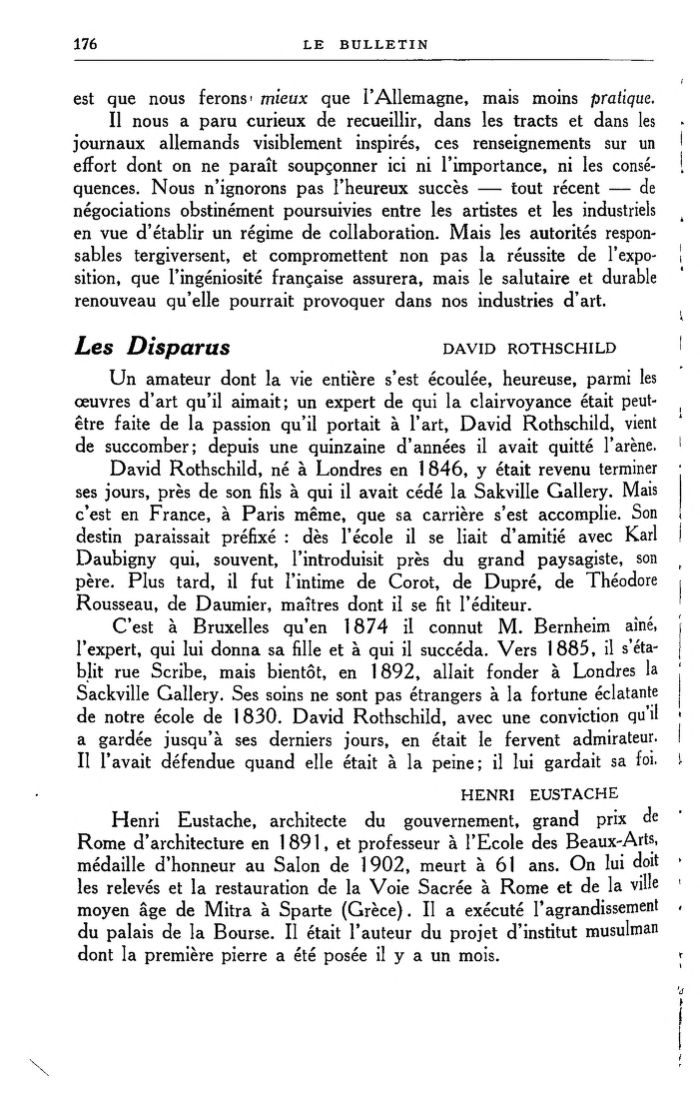 176 LE BULLETIN
est que nous ferons mieux que l'Allemagne, mais moins pratique.
Il nous a paru curieux de recueillir, dans les tracts et dans les
journaux allemands visiblement inspirés, ces renseignements sur un
effort dont on ne paraît soupçonner ici ni l'importance, ni les consé-
quences. Nous n'ignorons pas l'heureux succès — tout récent — de
négociations obstinément poursuivies entre les artistes et les industriels
en vue d'établir un régime de collaboration. Mais les autorités respon-
sables tergiversent, et compromettent non pas la réussite de l'expo-
sition, que l'ingéniosité française assurera, mais le salutaire et durable
renouveau qu'elle pourrait provoquer dans nos industries d'art.
Les Disparus DAVID ROTHSCHILD
Un amateur dont la vie entière s'est écoulée, heureuse, parmi les
œuvres d'art qu'il aimait; un expert de qui la clairvoyance était peut-
être faite de la passion qu'il portait à l'art, David Rothschild, vient
de succomber; depuis une quinzaine d'années il avait quitté l'arène.
David Rothschild, né à Londres en 1846, y était revenu terminer
ses jours, près de son fils à qui il avait cédé la Sakville Gallery. Mais
c'est en France, à Paris même, que sa carrière s'est accomplie. Son
destin paraissait préfixé : dès l'école il se liait d'amitié avec Karl
Daubigny qui, souvent, l'introduisit près du grand paysagiste, son
père. Plus tard, il fut l'intime de Corot, de Dupré, de Théodore
Rousseau, de Daumier, maîtres dont il se fit l'éditeur.
C'est à Bruxelles qu'en 1874 il connut M. Bernheim aîné,
l'expert, qui lui donna sa fille et à qui il succéda. Vers 1885, il s'éta-
blit rue Scribe, mais bientôt, en 1892, allait fonder à Londres la
Sackville Gallery. Ses soins ne sont pas étrangers à la fortune éclatante
de notre école de 1830. David Rothschild, avec une conviction qu'il
a gardée jusqu'à ses derniers jours, en était le fervent admirateur.
Il l'avait défendue quand elle était à la peine; il lui gardait sa foi.
HENRI EUSTACHE
Henri Eustache, architecte du gouvernement, grand prix de
Rome d'architecture en 1891, et professeur à l'Ecole des Beaux-Arts,
médaille d'honneur au Salon de 1902, meurt à 61 ans. On lui doit
les relevés et la restauration de la Voie Sacrée à Rome et de la ville
moyen âge de Mitra à Sparte (Grèce). Il a exécuté l'agrandissement
du palais de la Bourse. Il était l'auteur du projet d'institut musulman
dont la première pierre a été posée il y a un mois.